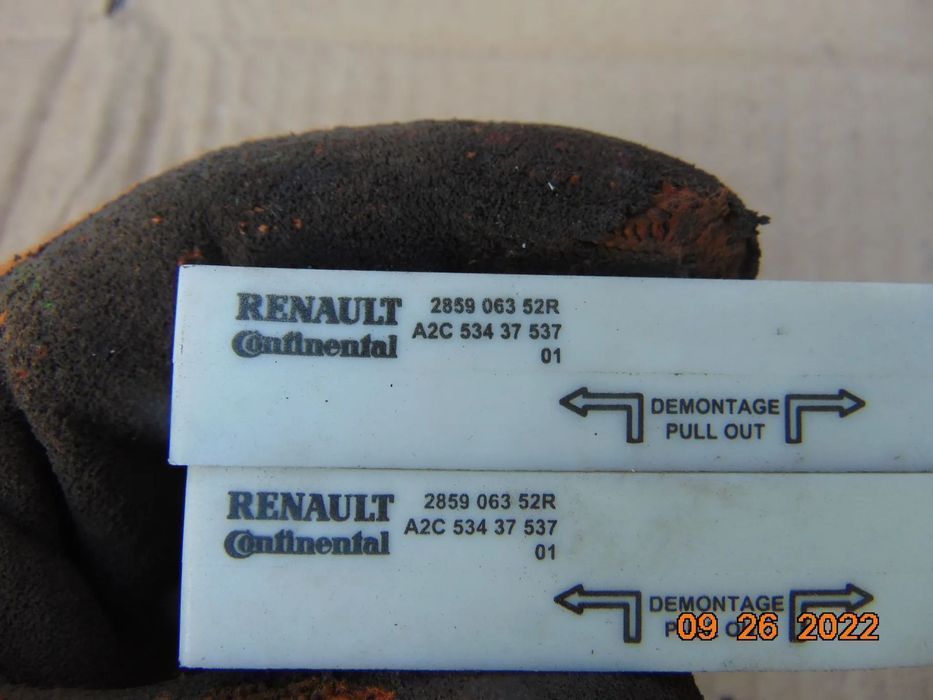 RENAULT 2859 063 52R
Continental A2C 534 37 537
01
DEMONTAGE
PULL OUT
RENAULT 2859 063 52R
Continental A2C 534 37 537
01
DEMONTAGE
09 26 2022